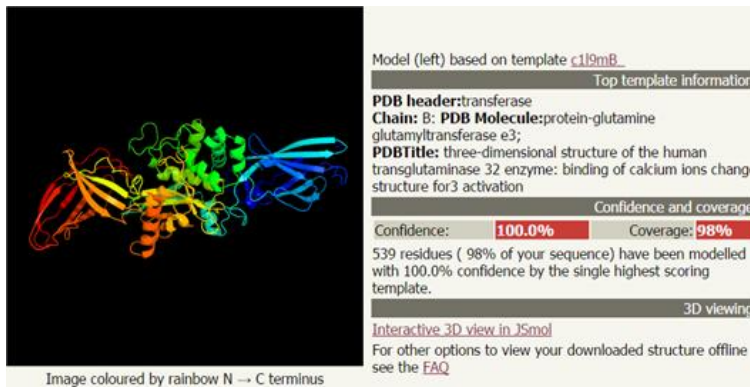 Model (left) based on template c1l9mB_
Top template information
PDB header:transferase
Chain: B: PDB Molecule:protein-glutamine
glutamyltransferase e3;
PDBTitle: three-dimensional structure of the human
transglutaminase 32 enzyme: binding of calcium ions change
structure for3 activation
Confidence and coverage
Confidence: 100.0% Coverage: 98%
539 residues ( 98% of your sequence) have been modelled
with 100.0% confidence by the single highest scoring
template.
3D viewing
Interactive 3D view in JSmol
For other options to view your downloaded structure offline
see the FAQ
Image coloured by rainbow N → C terminus